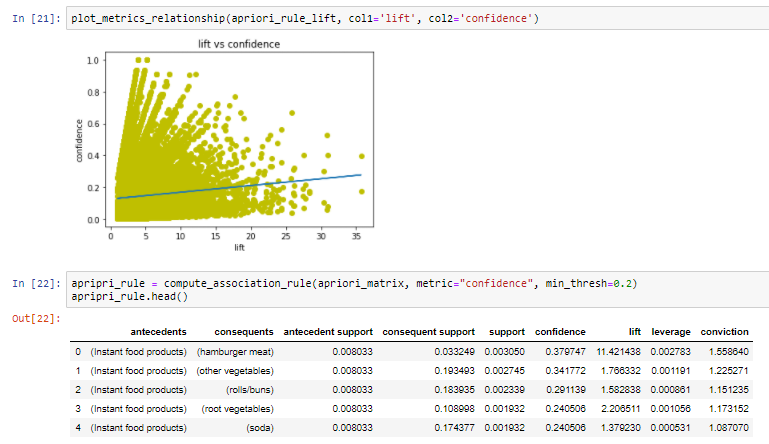 In [21]: plot_metrics_relationship(apriori_rule_lift, col1='lift', col2='confidence')
lift vs confidence
1.0
0.8
0.6
0.4
0.2
0.0
confidence
0 5 10 15 20 25 30 35
lift
In [22]: apripri_rule = compute_association_rule(apriori_matrix, metric="confidence", min_thresh=0.2)
apripri_rule.head()
Out[22]:
antecedents consequents antecedent support consequent support support confidence lift leverage conviction
0 (Instant food products) (hamburger meat) 0.008033 0.033249 0.003050 0.379747 11.421438 0.002783 1.558640
1 (Instant food products) (other vegetables) 0.008033 0.193493 0.002745 0.341772 1.766332 0.001191 1.225271
2 (Instant food products) (rolls/buns) 0.008033 0.183935 0.002339 0.291139 1.582838 0.000861 1.151235
3 (Instant food products) (root vegetables) 0.008033 0.108998 0.001932 0.240506 2.206511 0.001056 1.173152
4 (Instant food products) (soda) 0.008033 0.174377 0.001932 0.240506 1.379230 0.000531 1.087070